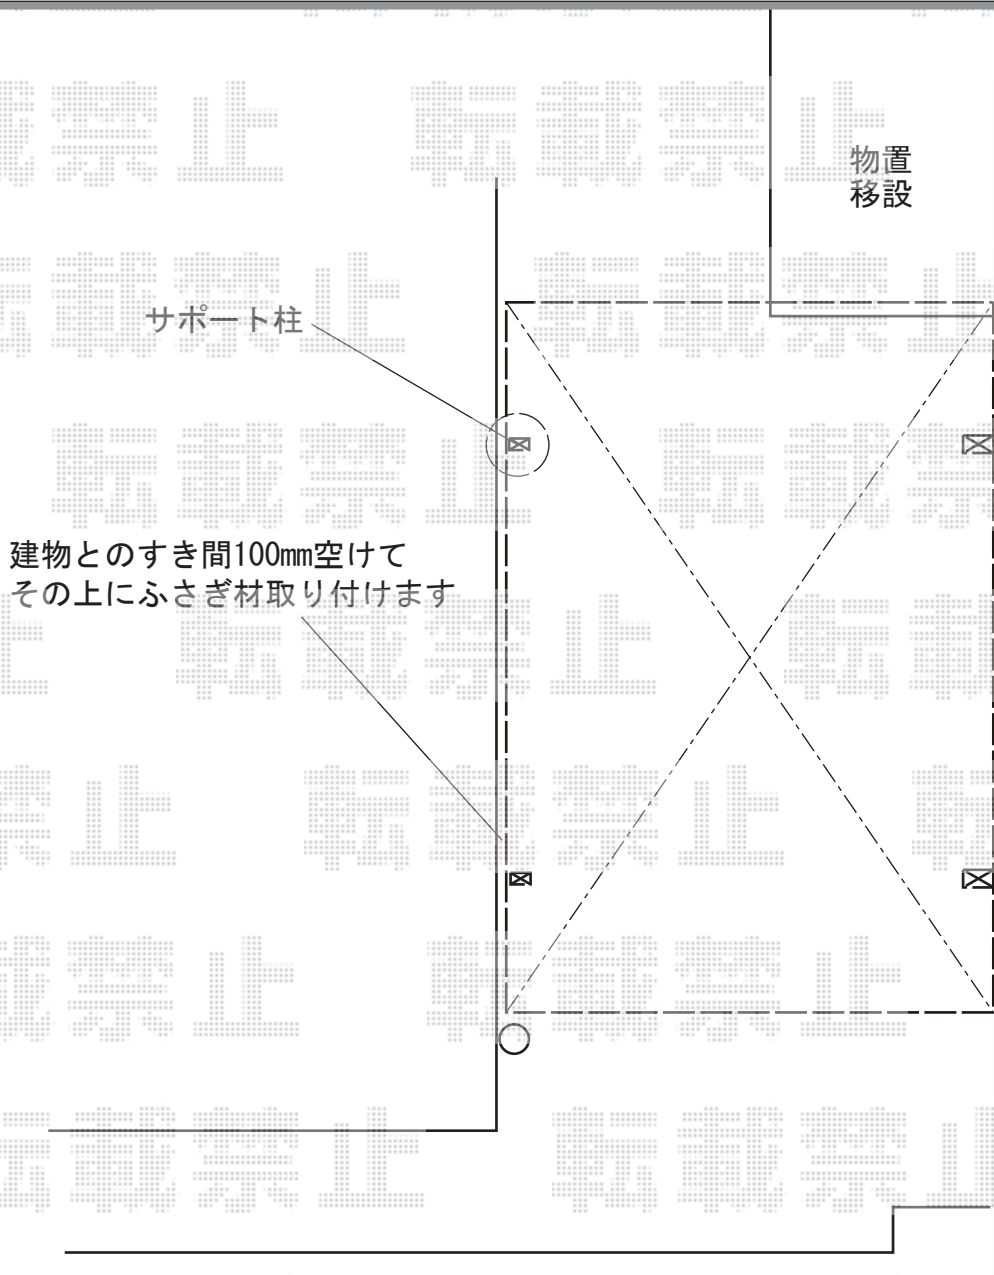 物置
移設
サポート柱
建物とのすき間100mm空けて
その上にふさぎ材取り付けます
転載禁止